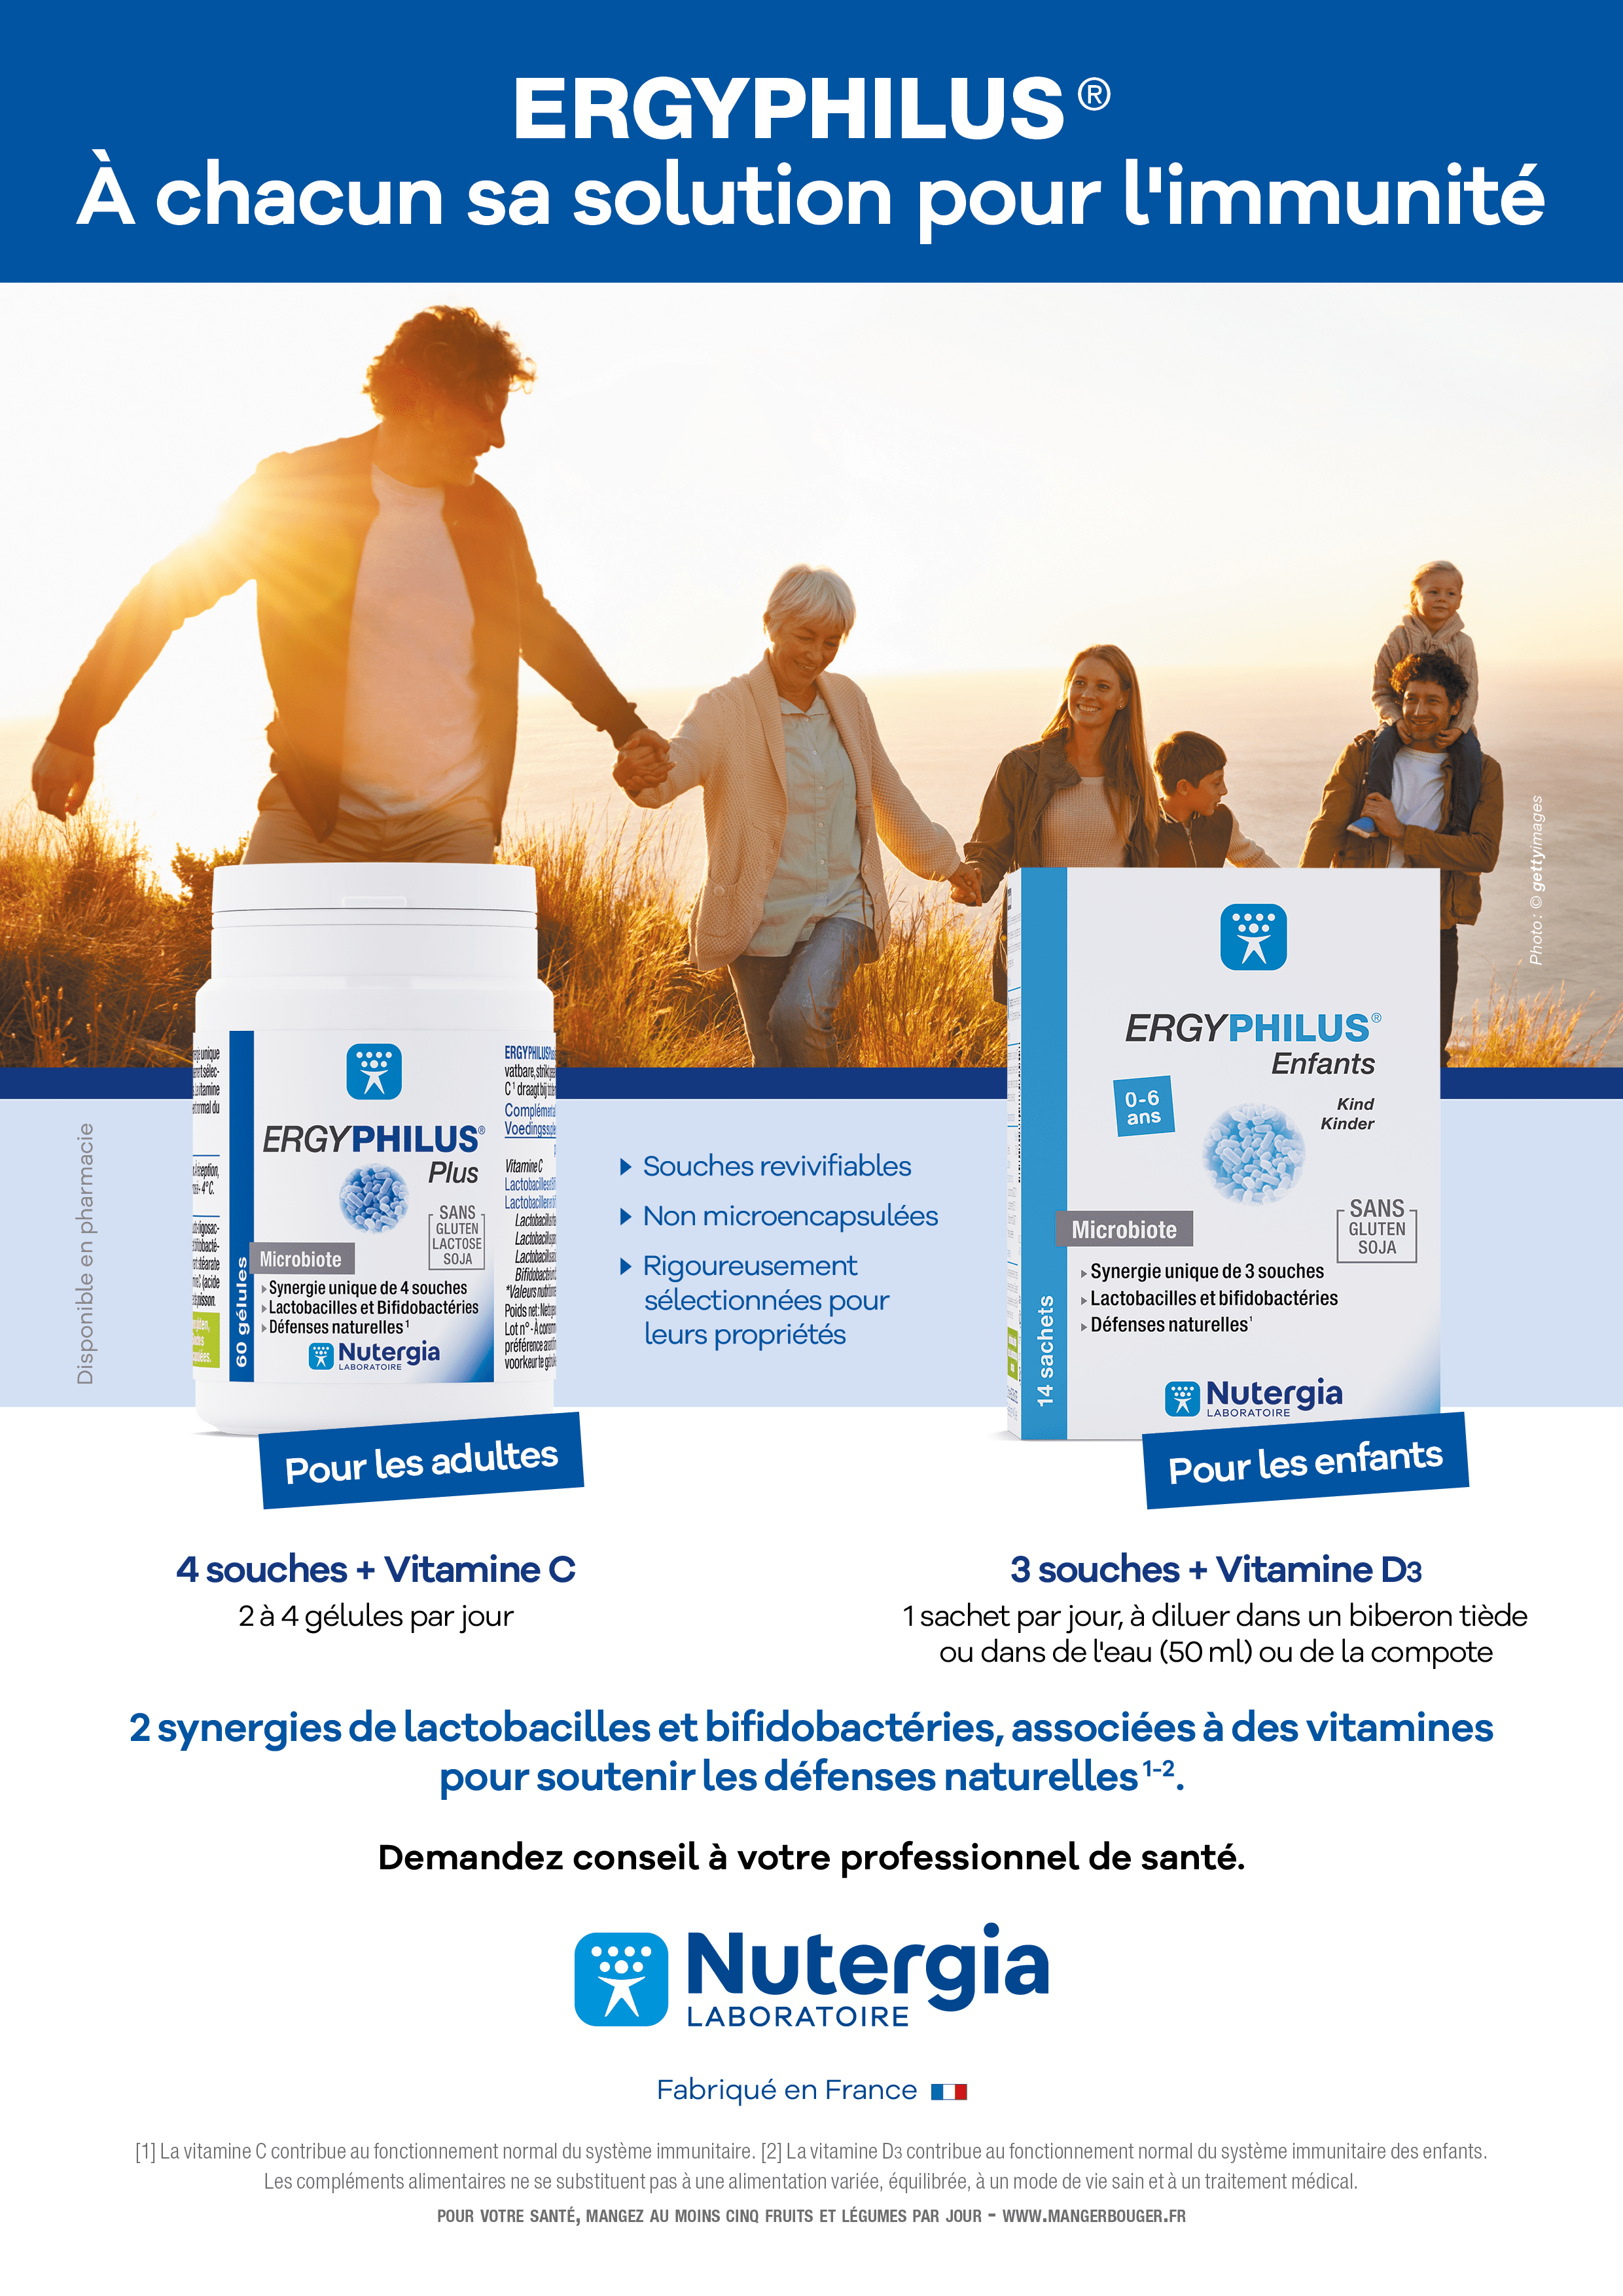 ERGYPHILUS®
À chacun sa solution pour l'immunité
Photo : © gettyimages
Disponible en pharmacie
ERGYPHILUS®
Plus
SANS
GLUTEN
LACTOSE
SOJA
Microbiote
▸ Synergie unique de 4 souches
▸ Lactobacilles et Bifidobactéries
▸ Défenses naturelles¹
60 gélules
Nutergia
LABORATOIRE
unique
Vitamine C
▸ Souches revivifiables
▸ Non microencapsulées
▸ Rigoureusement
sélectionnées pour
leurs propriétés
ERGYPHILUS®
Enfants
0-6
ans
Kind
Kinder
SANS
GLUTEN
SOJA
Microbiote
▸ Synergie unique de 3 souches
▸ Lactobacilles et bifidobactéries
▸ Défenses naturelles¹
14 sachets
Nutergia
LABORATOIRE
Pour les adultes
4 souches + Vitamine C
2 à 4 gélules par jour
Pour les enfants
3 souches + Vitamine D3
1 sachet par jour, à diluer dans un biberon tiède
ou dans de l'eau (50 ml) ou de la compote
2 synergies de lactobacilles et bifidobactéries, associées à des vitamines
pour soutenir les défenses naturelles¹⁻².
Demandez conseil à votre professionnel de santé.
Nutergia
LABORATOIRE
Fabriqué en France
[1] La vitamine C contribue au fonctionnement normal du système immunitaire. [2] La vitamine D3 contribue au fonctionnement normal du système immunitaire des enfants.
Les compléments alimentaires ne se substituent pas à une alimentation variée, équilibrée, à un mode de vie sain et à un traitement médical.
POUR VOTRE SANTÉ, MANGEZ AU MOINS CINQ FRUITS ET LÉGUMES PAR JOUR - WWW.MANGERBOUGER.FR